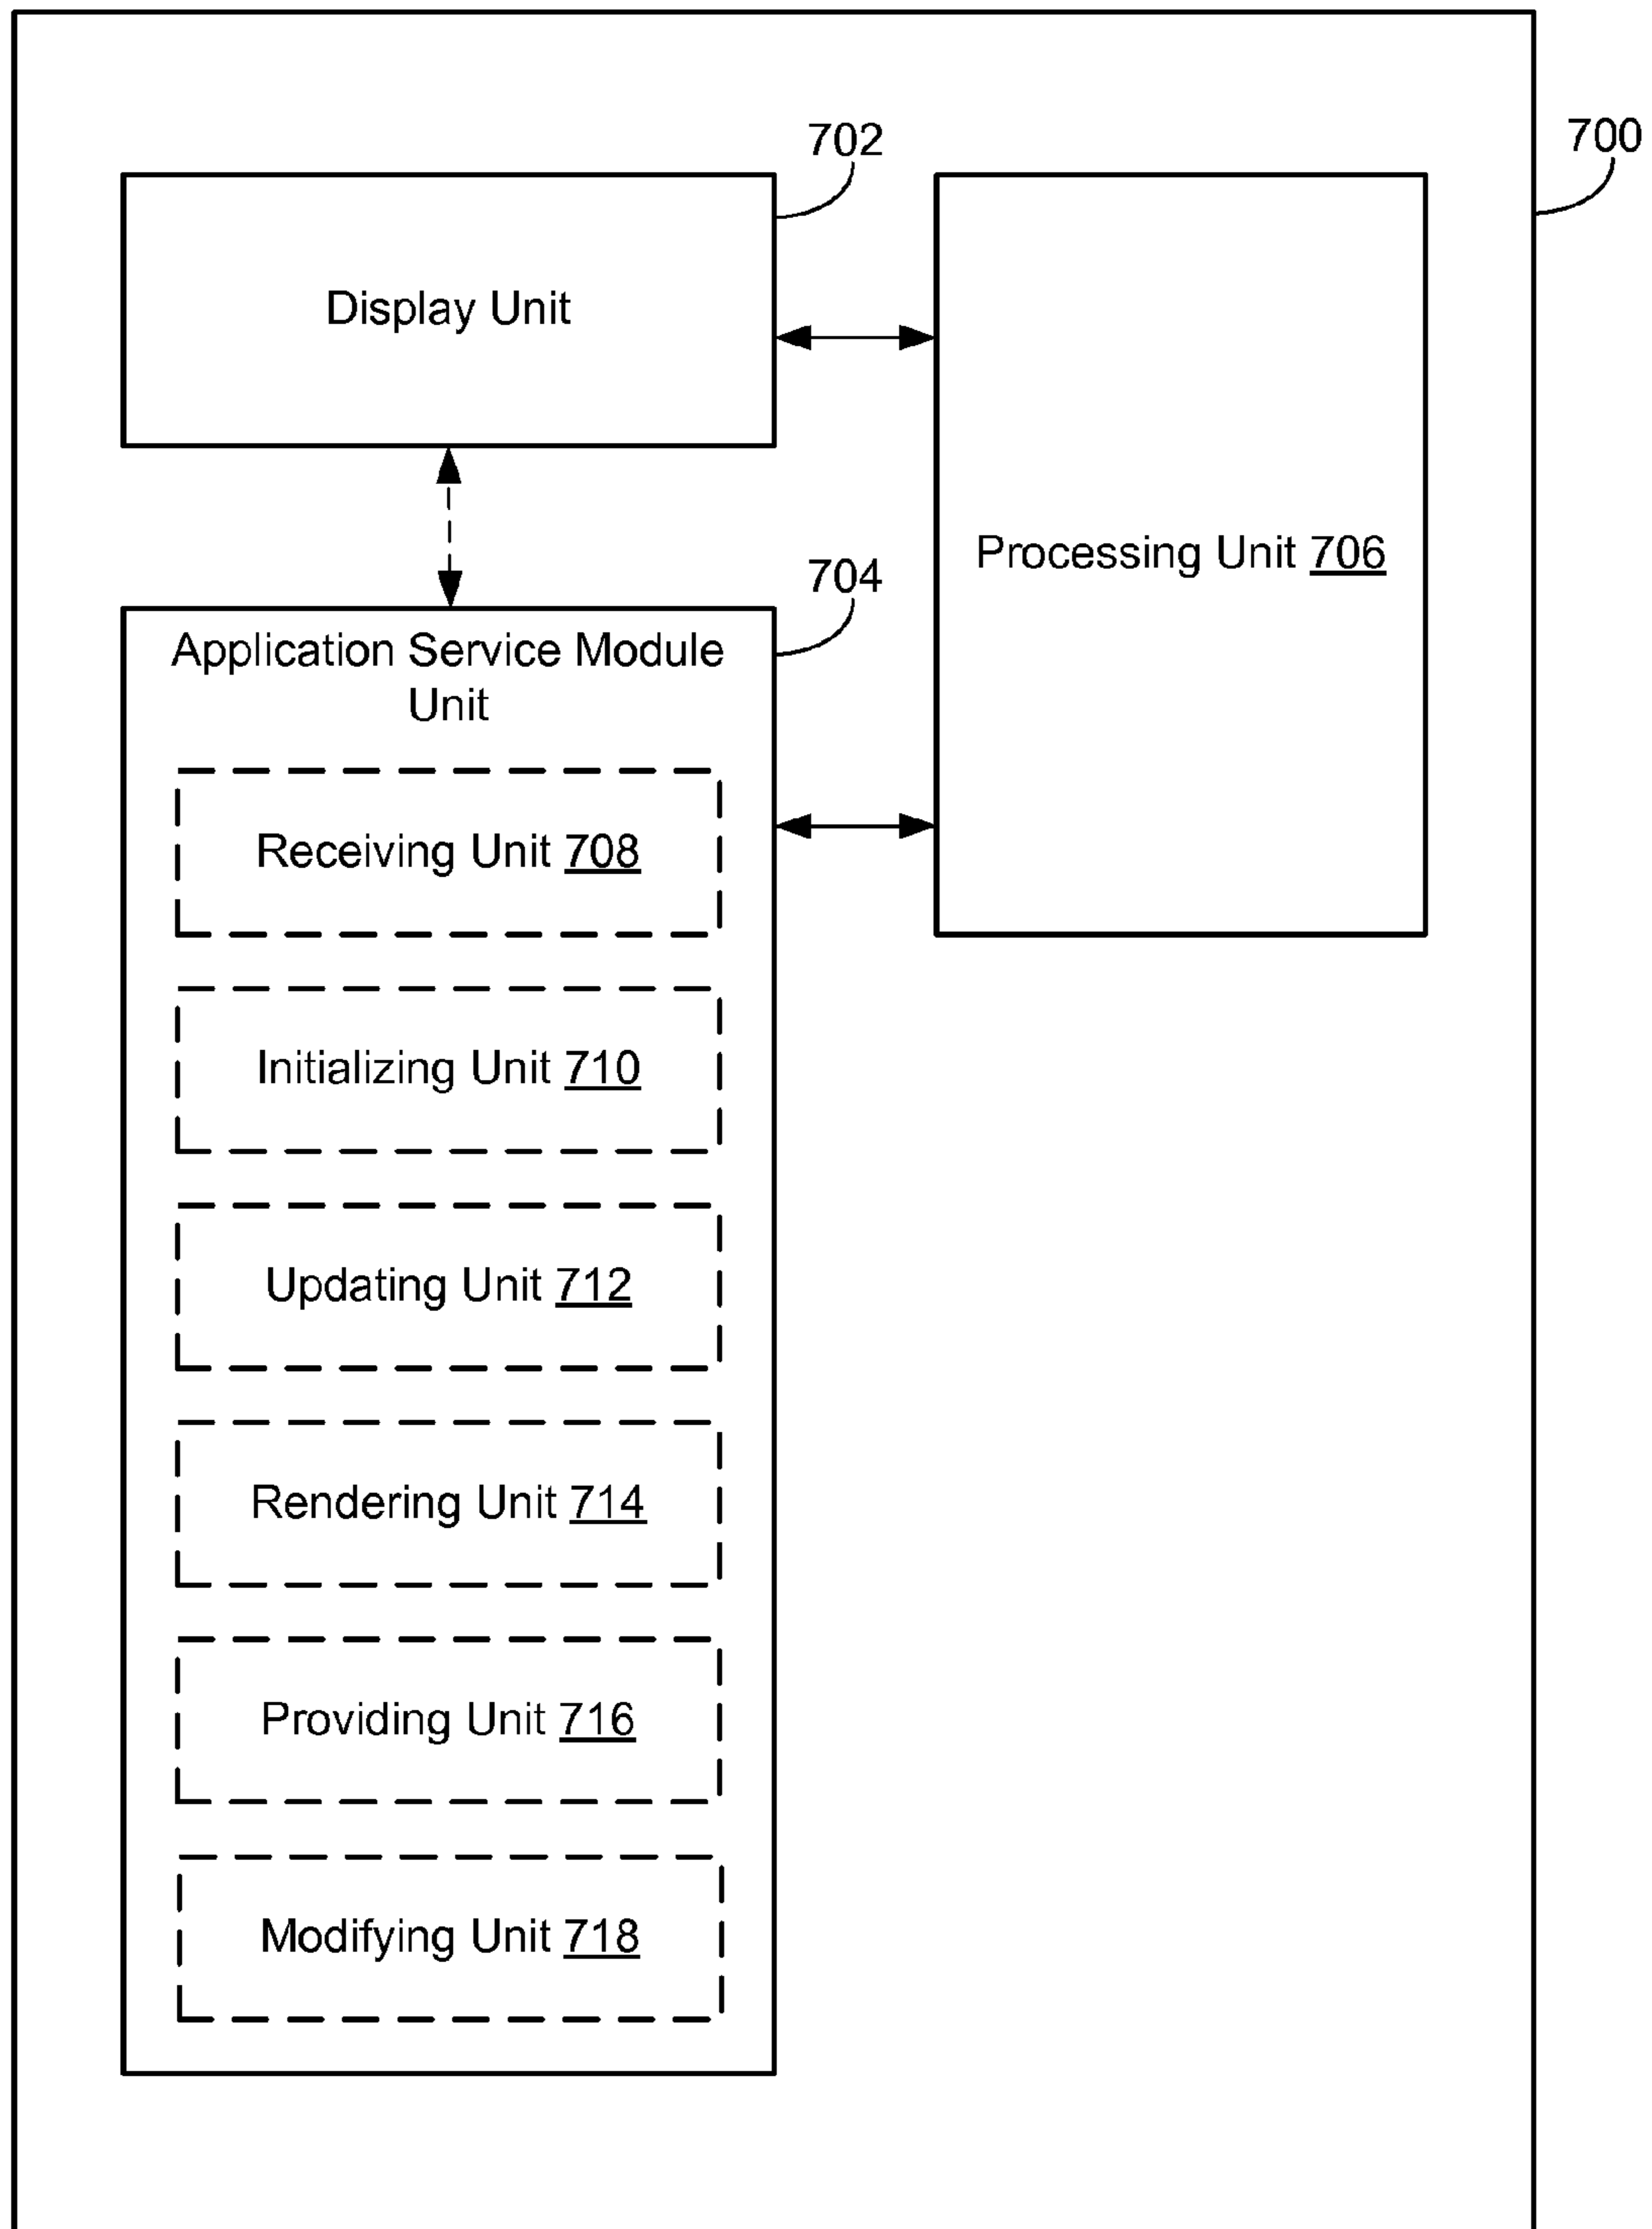 700
702
Display Unit
Processing Unit 706
704
Application Service Module
Unit
Receiving Unit 708
Initializing Unit 710
Updating Unit 712
Rendering Unit 714
Providing Unit 716
Modifying Unit 718